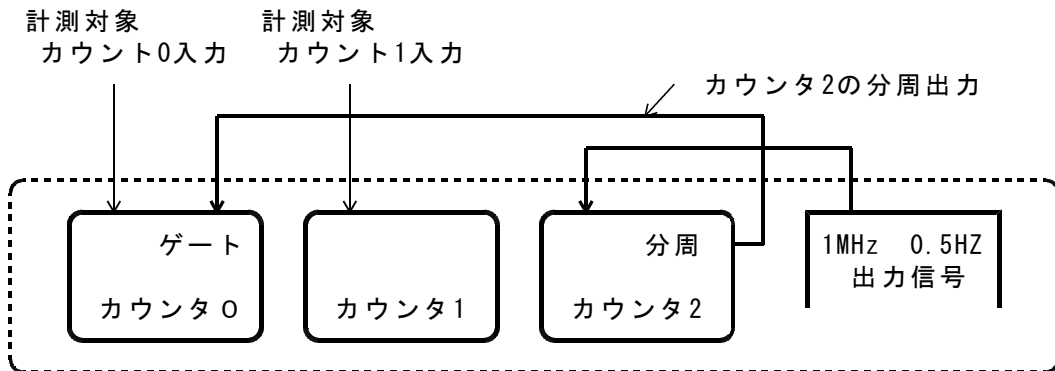 計測対象
カウント0入力
計測対象
カウント1入力
カウンタ2の分周出力
ゲート
カウンタ０
カウンタ1
分周
カウンタ2
1MHz 0.5HZ
出力信号